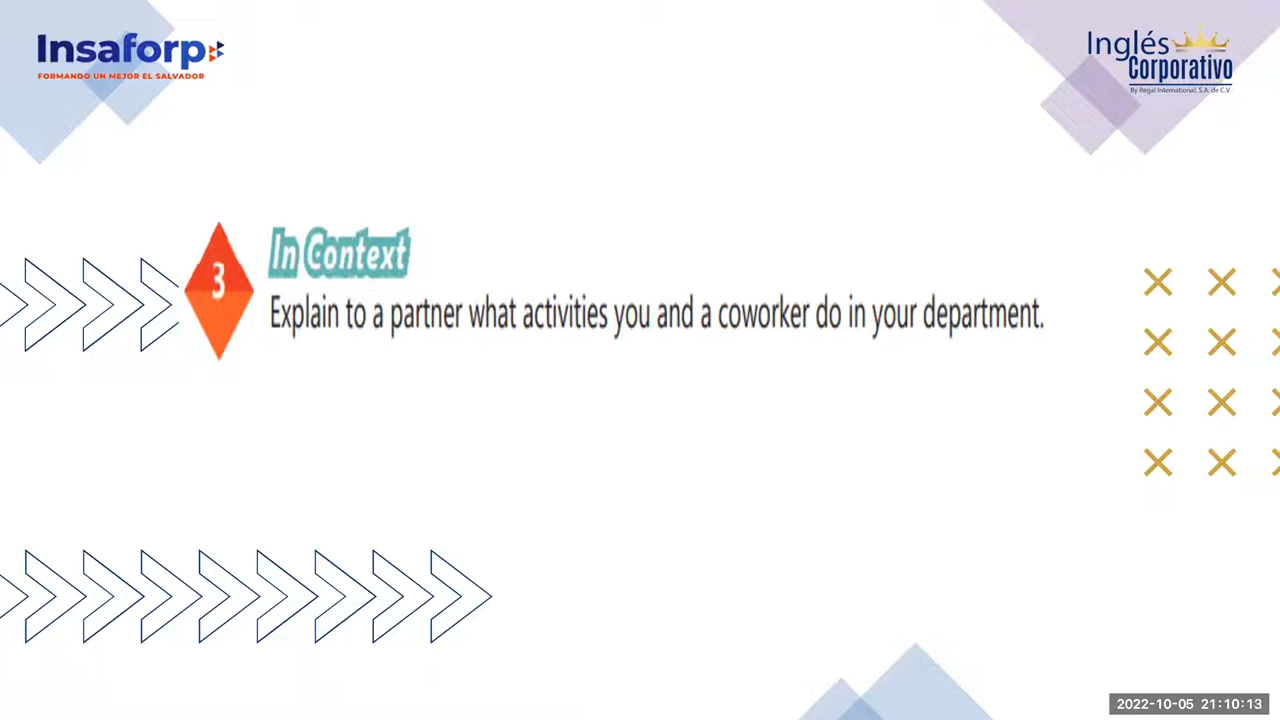 Insaforp
FORMANDO UN MEJOR EL SALVADOR
Inglés
Corporativo
By Regal International, S.A. de C.V.
3
In Context
Explain to a partner what activities you and a coworker do in your department.
2022-10-05 21:10:13